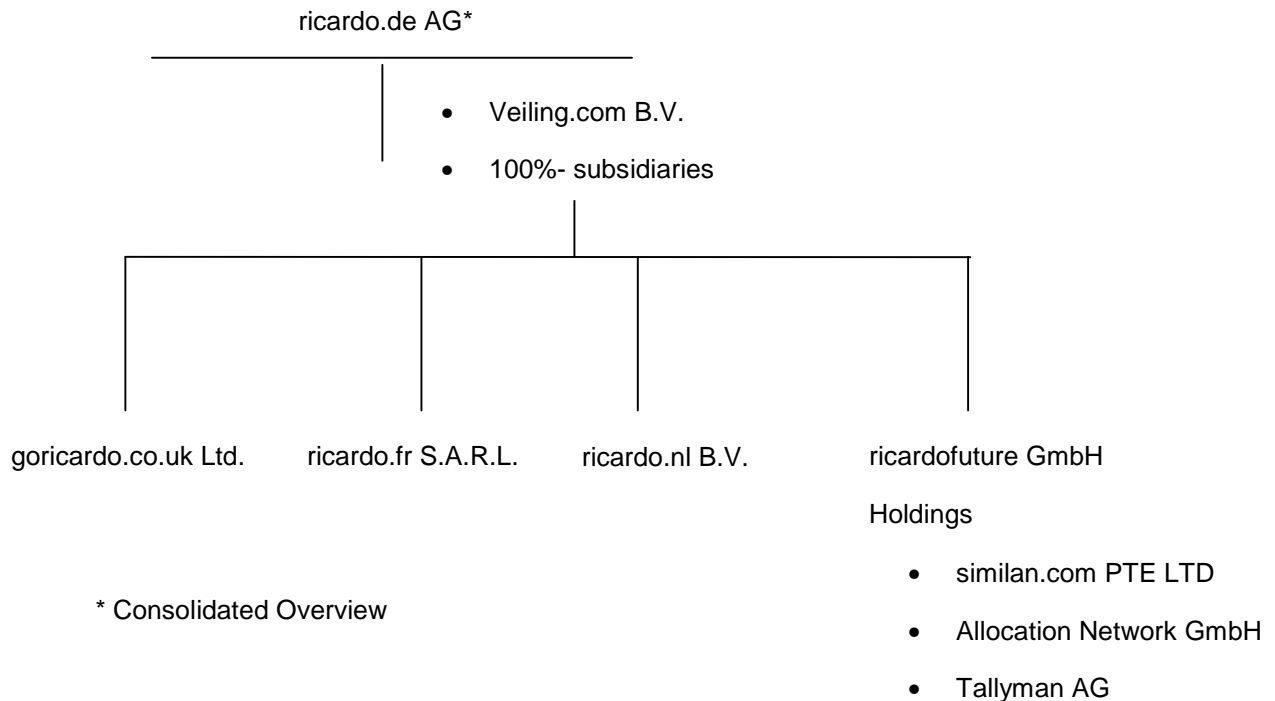 ricardo.de AG*
• Veiling.com B.V.
• 100%- subsidiaries
goricardo.co.uk Ltd.
ricardo.fr S.A.R.L.
ricardo.nl B.V.
ricardofuture GmbH
Holdings
• similan.com PTE LTD
• Allocation Network GmbH
• Tallyman AG
* Consolidated Overview